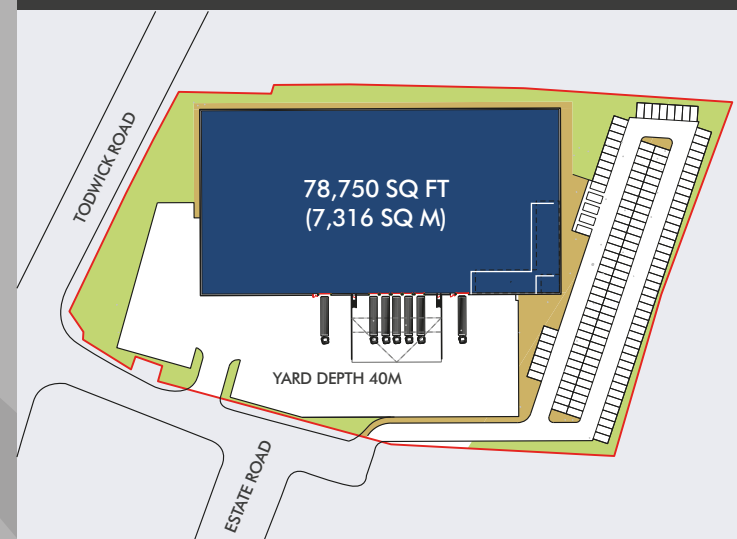 TODWICK ROAD
78,750 SQ FT
(7,316 SQ M)
YARD DEPTH 40M
ESTATE ROAD